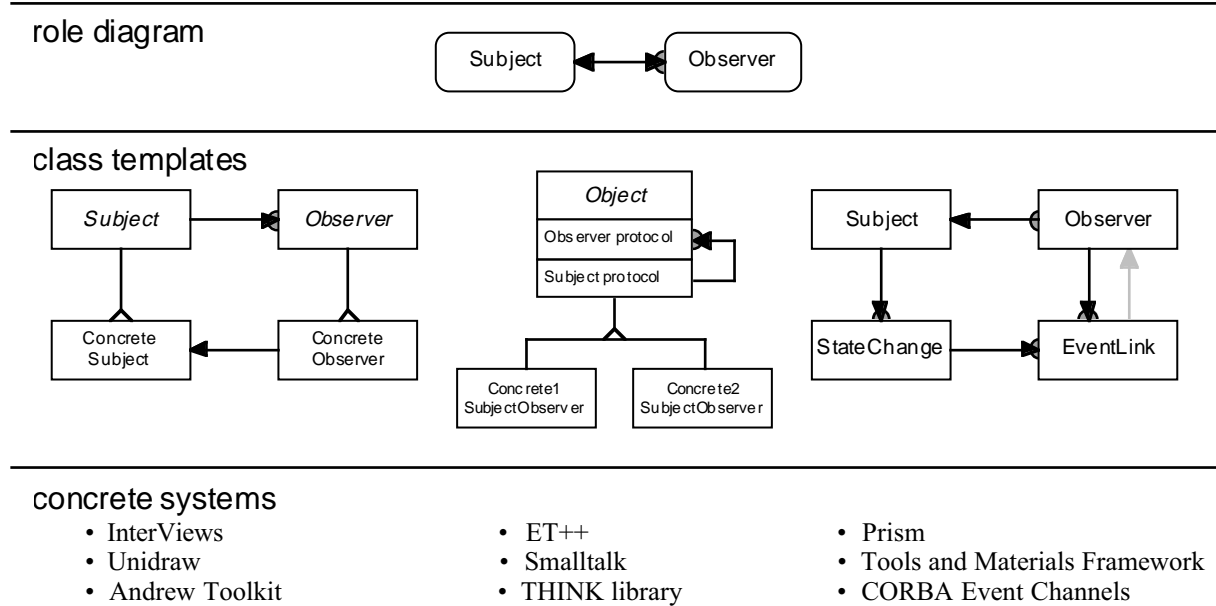 role diagram
Subject
Observer
class templates
Subject
Observer
Concrete
Subject
Concrete
Observer
Object
Observer protocol
Subject protocol
Concrete1
SubjectObserver
Concrete2
SubjectObserver
Subject
Observer
StateChange
EventLink
concrete systems
• InterViews
• Unidraw
• Andrew Toolkit
• ET++
• Smalltalk
• THINK library
• Prism
• Tools and Materials Framework
• CORBA Event Channels